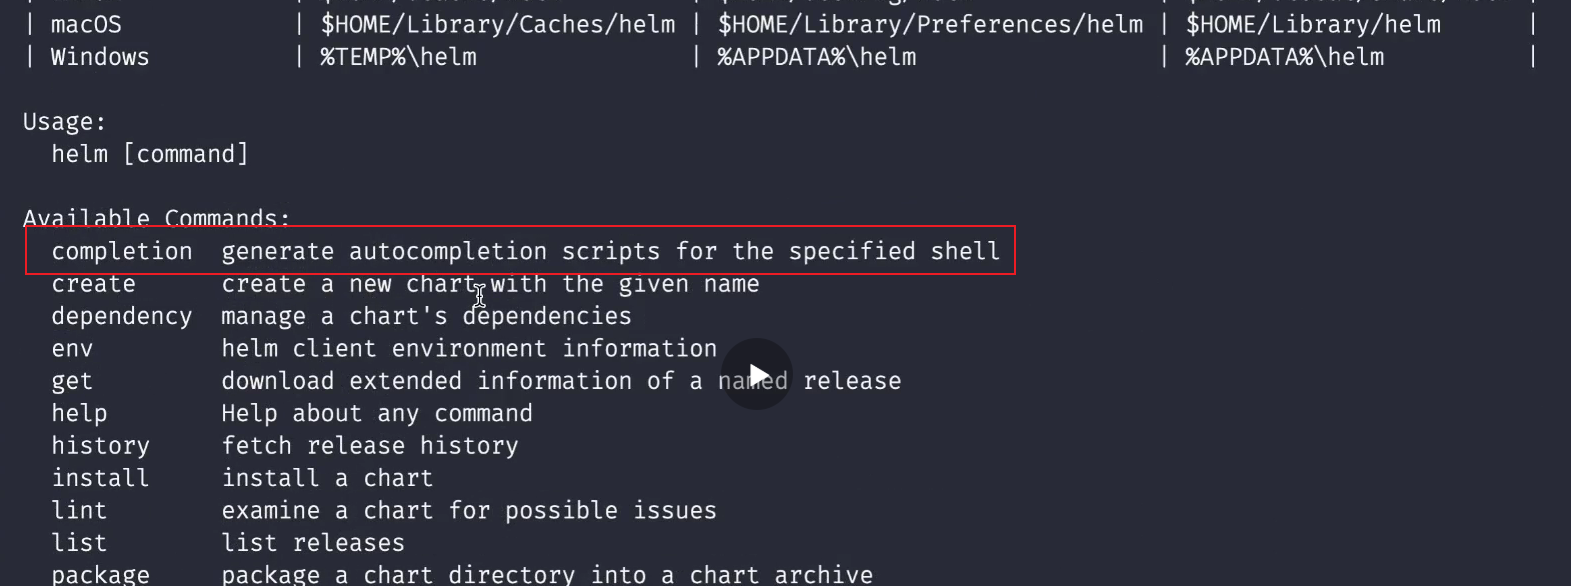 | macOS | $HOME/Library/Caches/helm | $HOME/Library/Preferences/helm | $HOME/Library/helm |
| Windows | %TEMP%\helm | %APPDATA%\helm | %APPDATA%\helm |
Usage:
helm [command]
Available Commands:
completion generate autocompletion scripts for the specified shell
create create a new chart with the given name
dependency manage a chart's dependencies
env helm client environment information
get download extended information of a named release
help Help about any command
history fetch release history
install install a chart
lint examine a chart for possible issues
list list releases
package package a chart directory into a chart archive